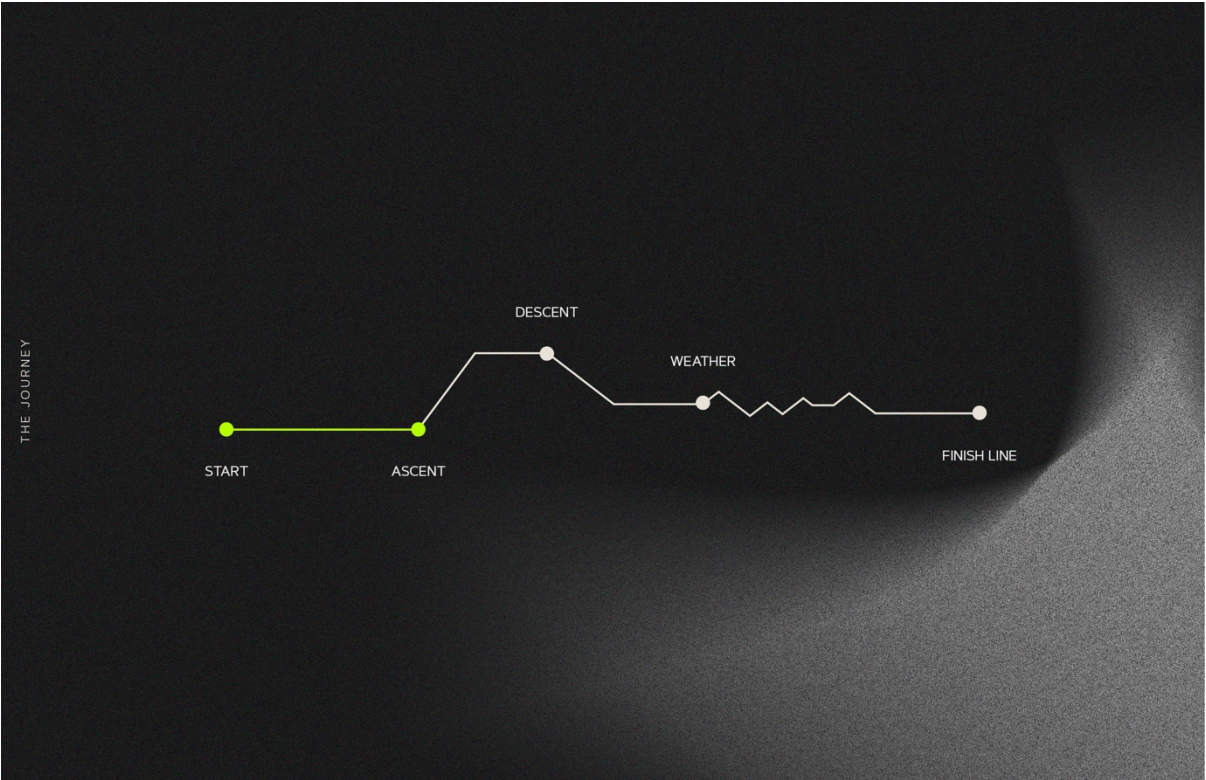 THE JOURNEY
START
ASCENT
DESCENT
WEATHER
FINISH LINE